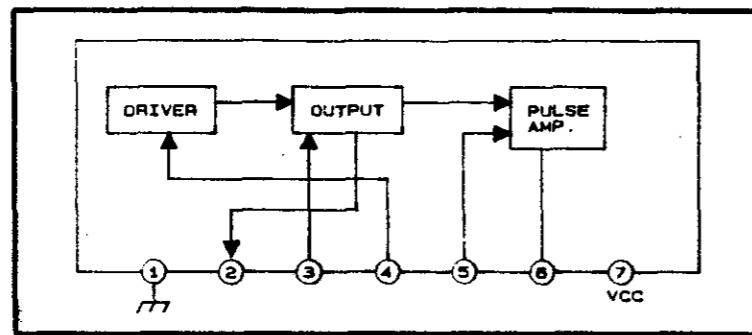 DRIVER
OUTPUT
PULSE
AMP.
1 2 3 4 5 6 7
VCC